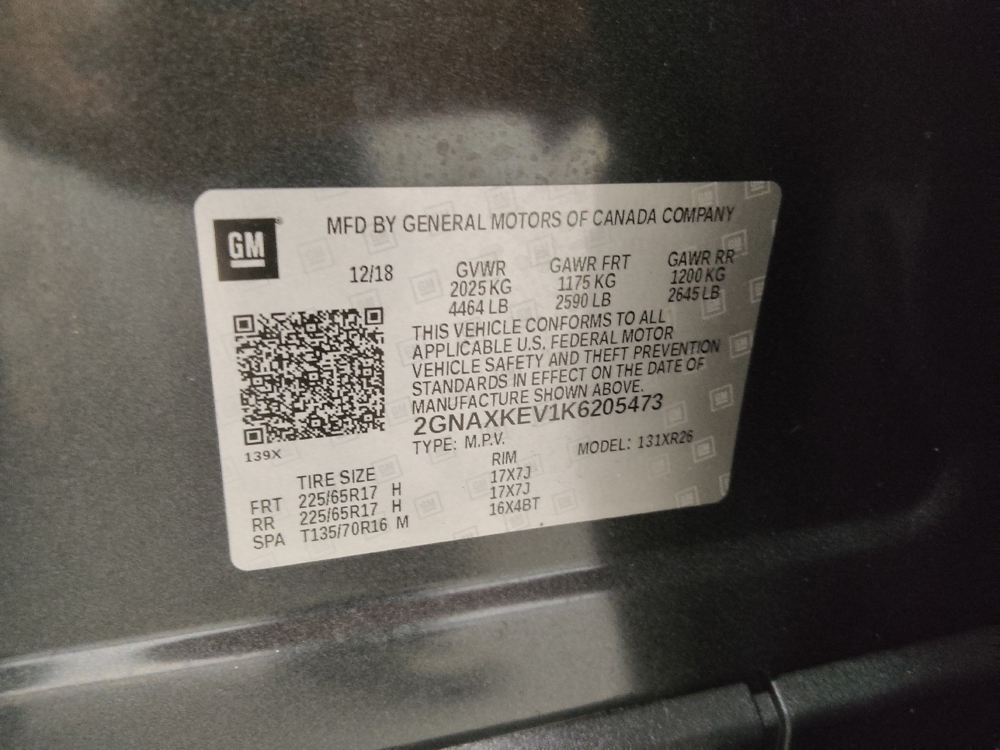 GM
MFD BY GENERAL MOTORS OF CANADA COMPANY
12/18 GVWR GAWR FRT GAWR RR
2025 KG 1175 KG 1200 KG
4464 LB 2590 LB 2645 LB
THIS VEHICLE CONFORMS TO ALL
APPLICABLE U.S. FEDERAL MOTOR
VEHICLE SAFETY AND THEFT PREVENTION
STANDARDS IN EFFECT ON THE DATE OF
MANUFACTURE SHOWN ABOVE.
2GNAXKEV1K6205473
TYPE: M.P.V. MODEL: 131XR26
139X
TIRE SIZE RIM
FRT 225/65R17 H 17X7J
RR 225/65R17 H 17X7J
SPA T135/70R16 M 16X4BT